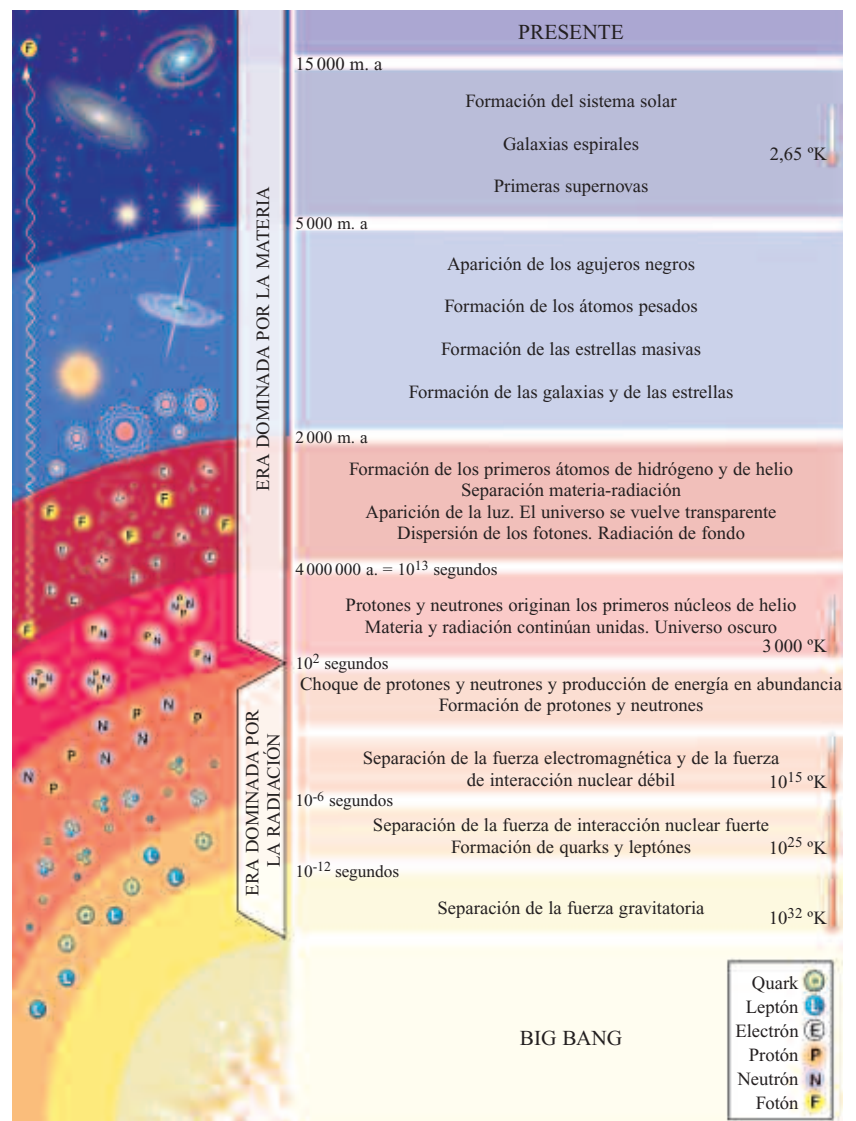 PRESENTE
15 000 m. a
Formación del sistema solar
Galaxias espirales
2,65 ºK
Primeras supernovas
5 000 m. a
Aparición de los agujeros negros
Formación de los átomos pesados
Formación de las estrellas masivas
Formación de las galaxias y de las estrellas
2 000 m. a
Formación de los primeros átomos de hidrógeno y de helio
Separación materia-radiación
Aparición de la luz. El universo se vuelve transparente
Dispersión de los fotones. Radiación de fondo
4 000 000 a. = 10¹³ segundos
Protones y neutrones originan los primeros núcleos de helio
Materia y radiación continúan unidas. Universo oscuro
3 000 ºK
10² segundos
Choque de protones y neutrones y producción de energía en abundancia
Formación de protones y neutrones
Separación de la fuerza electromagnética y de la fuerza
de interacción nuclear débil
10¹⁵ ºK
10⁻⁶ segundos
Separación de la fuerza de interacción nuclear fuerte
Formación de quarks y leptónes
10²⁵ ºK
10⁻¹² segundos
Separación de la fuerza gravitatoria
10³² ºK
BIG BANG
ERA DOMINADA POR LA MATERIA
ERA DOMINADA POR
LA RADIACIÓN
Quark
Leptón L
Electrón E
Protón P
Neutrón N
Fotón F